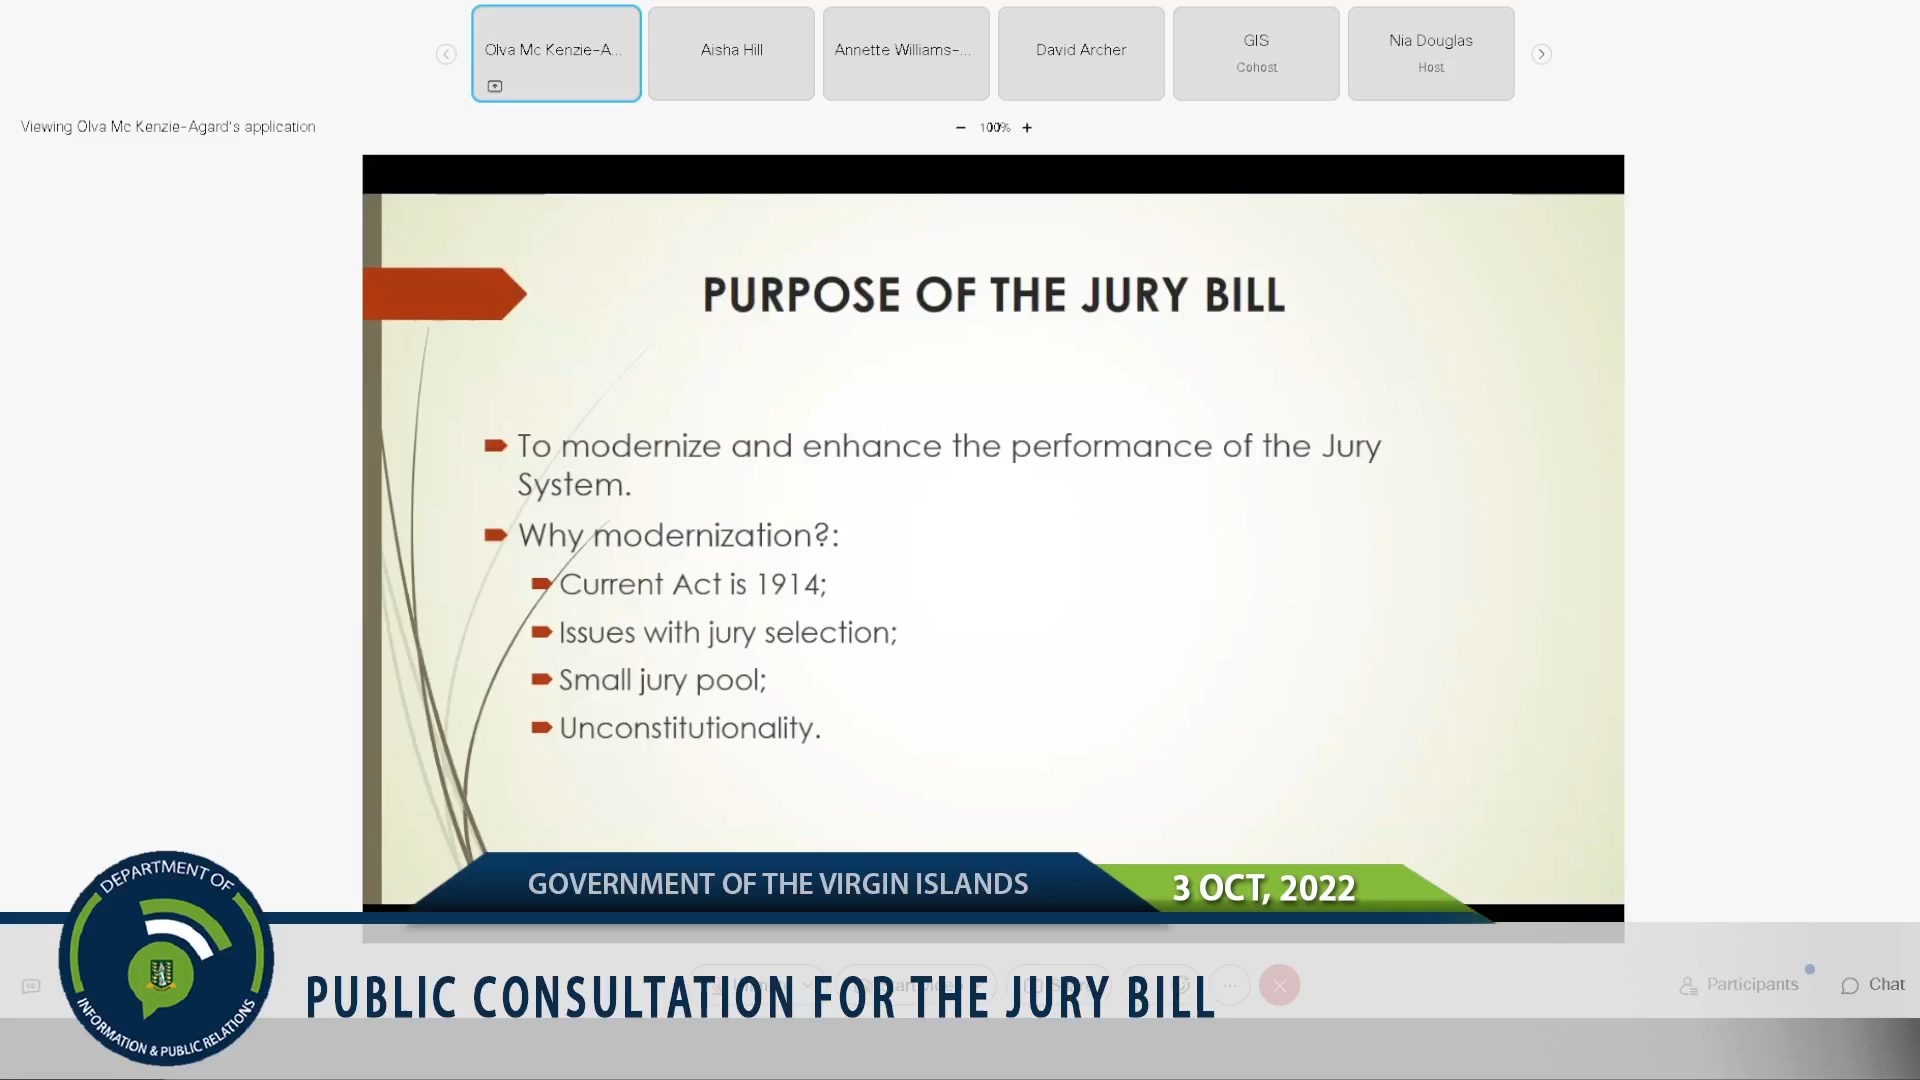 Olva Mc Kenzie-A...
Aisha Hill
Annette Williams-...
David Archer
GIS
Cohost
Nia Douglas
Host
Viewing Olva Mc Kenzie-Agard's application
PURPOSE OF THE JURY BILL
To modernize and enhance the performance of the Jury
System.
Why modernization?:
Current Act is 1914;
Issues with jury selection;
Small jury pool;
Unconstitutionality.
GOVERNMENT OF THE VIRGIN ISLANDS
3 OCT, 2022
DEPARTMENT OF
INFORMATION & PUBLIC RELATIONS
PUBLIC CONSULTATION FOR THE JURY BILL
Participants
Chat